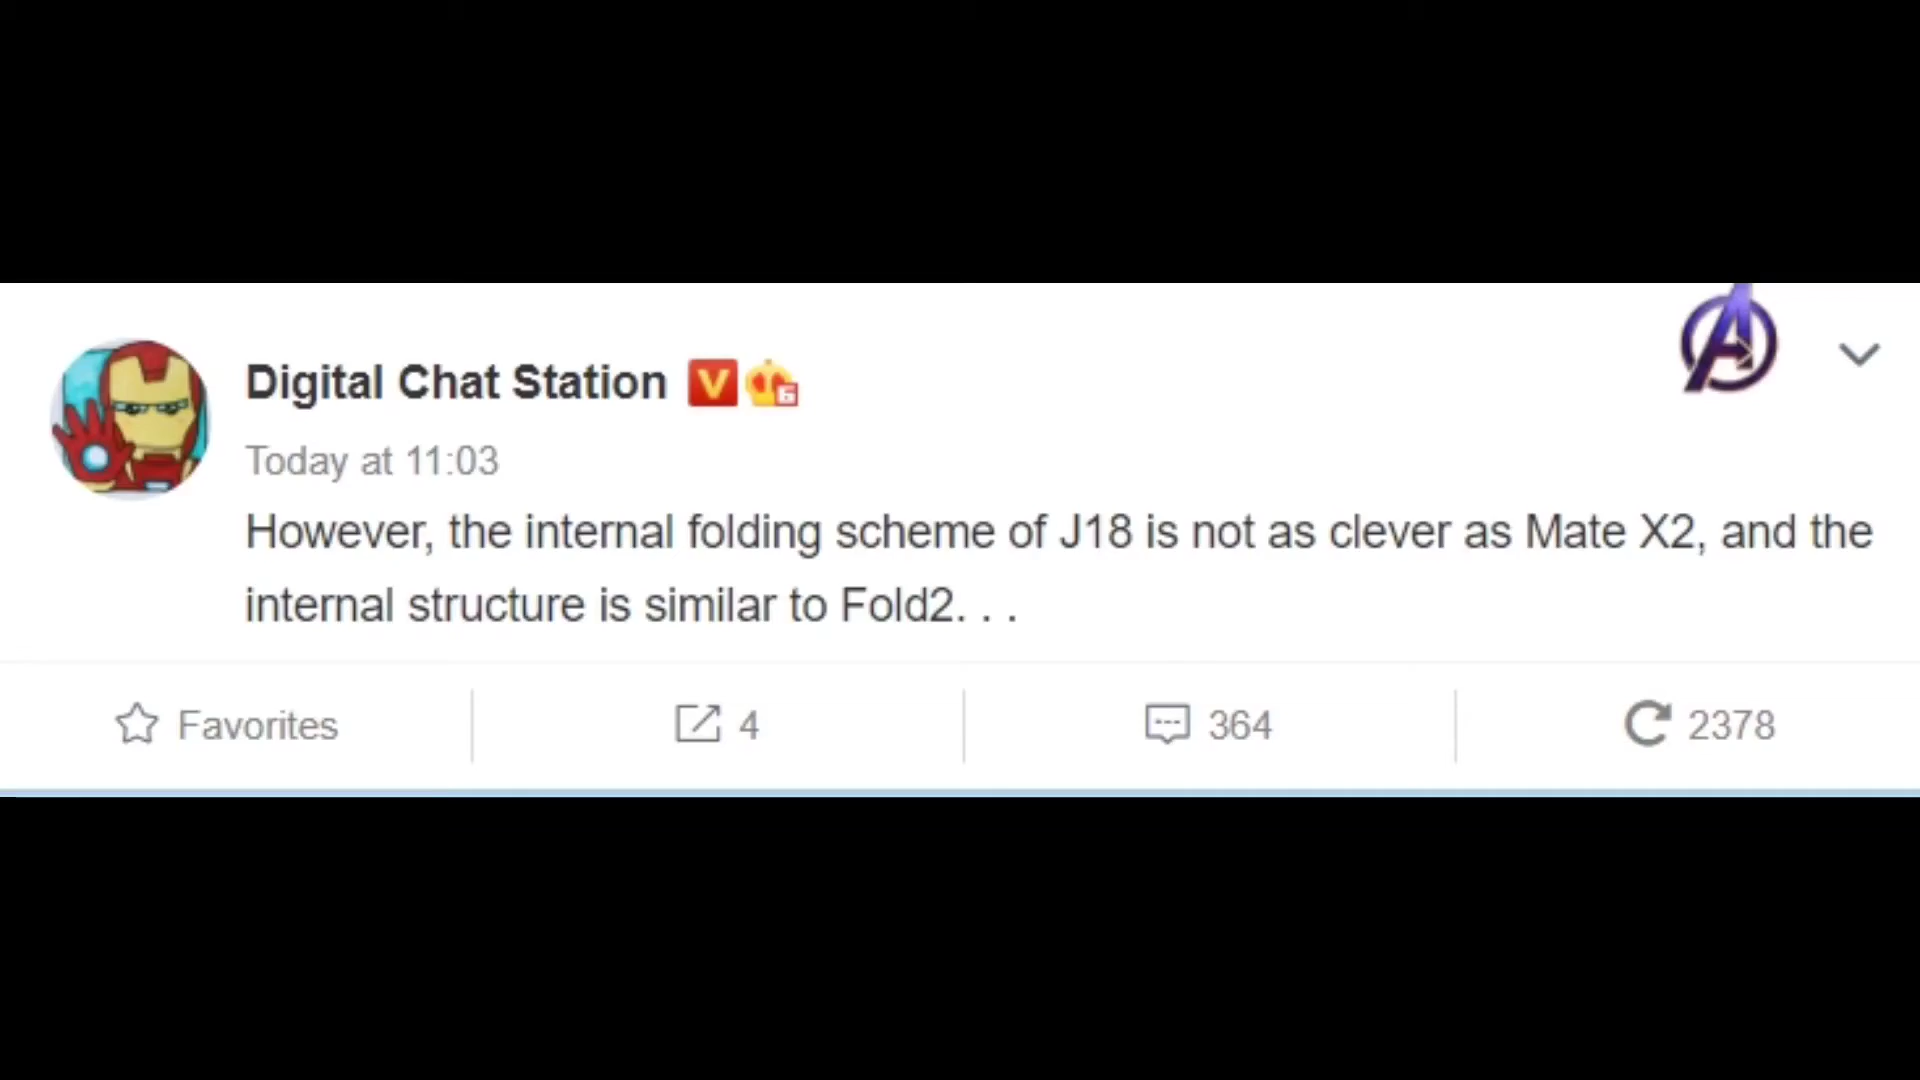 Digital Chat Station V 6
Today at 11:03
However, the internal folding scheme of J18 is not as clever as Mate X2, and the
internal structure is similar to Fold2. . .
Favorites 4 364 2378